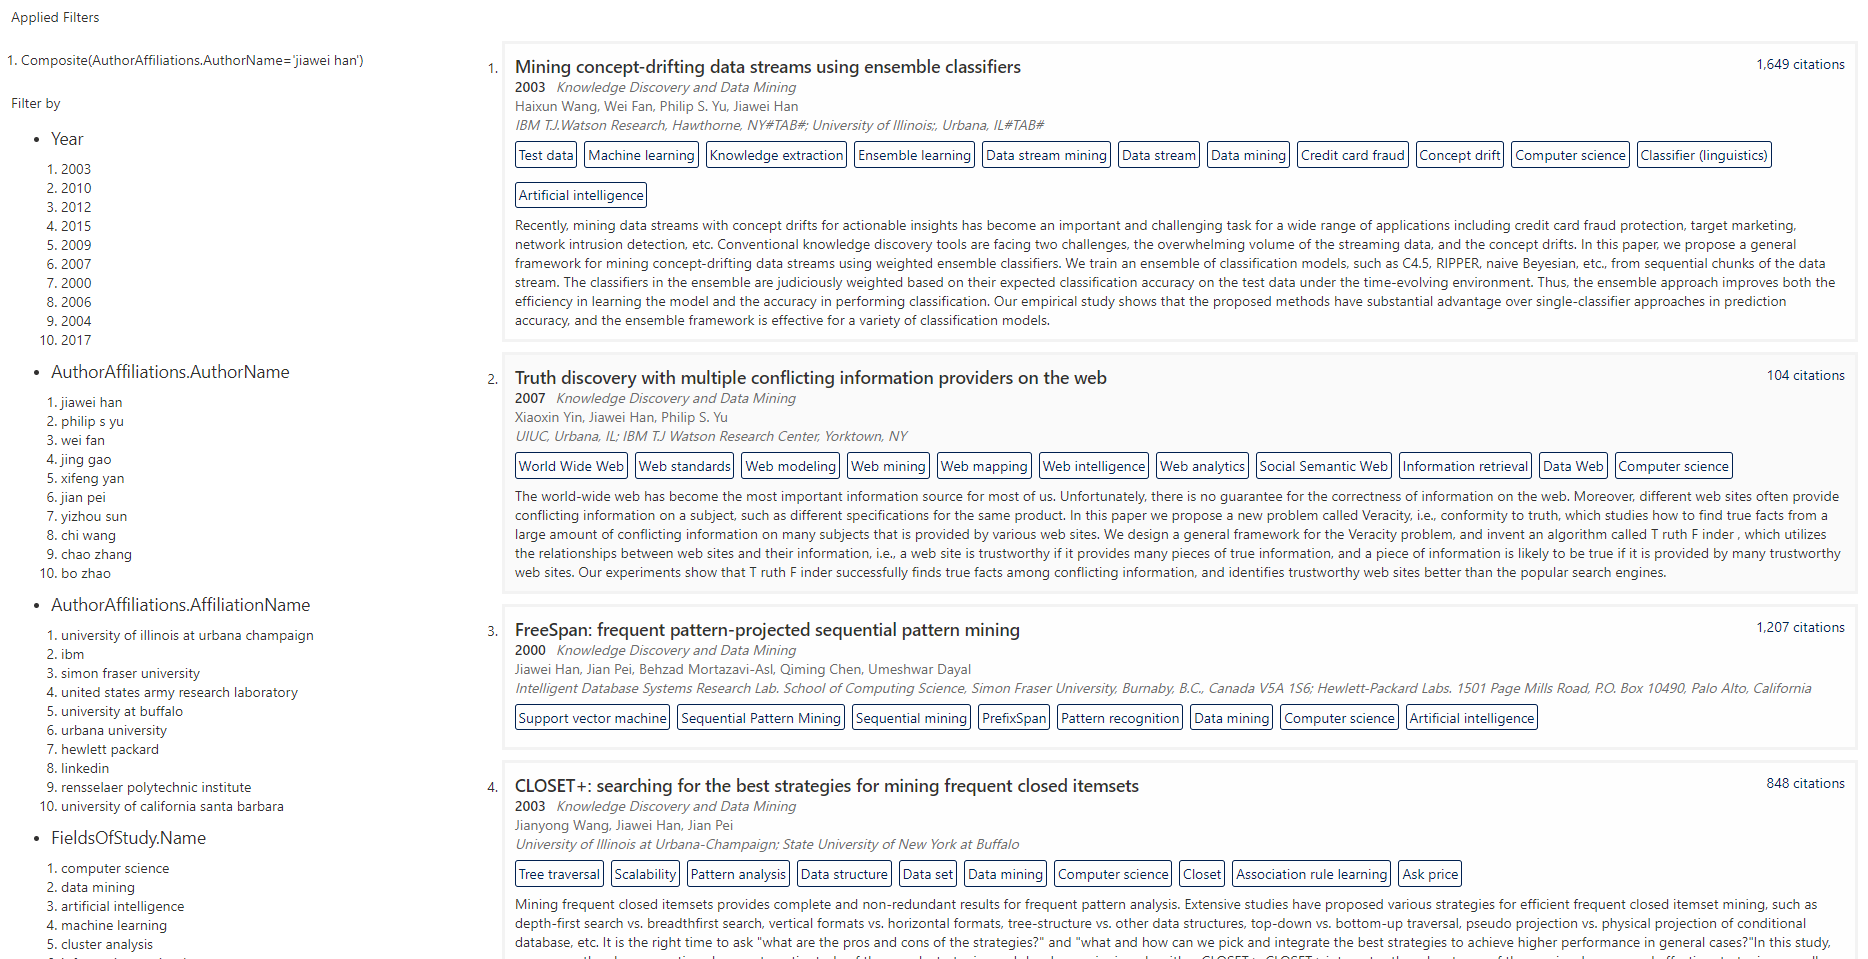 Applied Filters
1. Composite(AuthorAffiliations.AuthorName='jiawei han')
Filter by
• Year
1. 2003
2. 2010
3. 2012
4. 2015
5. 2009
6. 2007
7. 2000
8. 2006
9. 2004
10. 2017
• AuthorAffiliations.AuthorName
1. jiawei han
2. philip s yu
3. wei fan
4. jing gao
5. xifeng yan
6. jian pei
7. yizhou sun
8. chi wang
9. chao zhang
10. bo zhao
• AuthorAffiliations.AffiliationName
1. university of illinois at urbana champaign
2. ibm
3. simon fraser university
4. united states army research laboratory
5. university at buffalo
6. urbana university
7. hewlett packard
8. linkedin
9. rensselaer polytechnic institute
10. university of california santa barbara
• FieldsOfStudy.Name
1. computer science
2. data mining
3. artificial intelligence
4. machine learning
5. cluster analysis
1. Mining concept-drifting data streams using ensemble classifiers 1,649 citations
2003 Knowledge Discovery and Data Mining
Haixun Wang, Wei Fan, Philip S. Yu, Jiawei Han
IBM T.J.Watson Research, Hawthorne, NY#TAB#; University of Illinois;, Urbana, IL#TAB#
Test data Machine learning Knowledge extraction Ensemble learning Data stream mining Data stream Data mining Credit card fraud Concept drift Computer science Classifier (linguistics)
Artificial intelligence
Recently, mining data streams with concept drifts for actionable insights has become an important and challenging task for a wide range of applications including credit card fraud protection, target marketing,
network intrusion detection, etc. Conventional knowledge discovery tools are facing two challenges, the overwhelming volume of the streaming data, and the concept drifts. In this paper, we propose a general
framework for mining concept-drifting data streams using weighted ensemble classifiers. We train an ensemble of classification models, such as C4.5, RIPPER, naive Beyesian, etc., from sequential chunks of the data
stream. The classifiers in the ensemble are judiciously weighted based on their expected classification accuracy on the test data under the time-evolving environment. Thus, the ensemble approach improves both the
efficiency in learning the model and the accuracy in performing classification. Our empirical study shows that the proposed methods have substantial advantage over single-classifier approaches in prediction
accuracy, and the ensemble framework is effective for a variety of classification models.
2. Truth discovery with multiple conflicting information providers on the web 104 citations
2007 Knowledge Discovery and Data Mining
Xiaoxin Yin, Jiawei Han, Philip S. Yu
UIUC, Urbana, IL; IBM TJ Watson Research Center, Yorktown, NY
World Wide Web Web standards Web modeling Web mining Web mapping Web intelligence Web analytics Social Semantic Web Information retrieval Data Web Computer science
The world-wide web has become the most important information source for most of us. Unfortunately, there is no guarantee for the correctness of information on the web. Moreover, different web sites often provide
conflicting information on a subject, such as different specifications for the same product. In this paper we propose a new problem called Veracity, i.e., conformity to truth, which studies how to find true facts from a
large amount of conflicting information on many subjects that is provided by various web sites. We design a general framework for the Veracity problem, and invent an algorithm called T ruth F inder , which utilizes
the relationships between web sites and their information, i.e., a web site is trustworthy if it provides many pieces of true information, and a piece of information is likely to be true if it is provided by many trustworthy
web sites. Our experiments show that T ruth F inder successfully finds true facts among conflicting information, and identifies trustworthy web sites better than the popular search engines.
3. FreeSpan: frequent pattern-projected sequential pattern mining 1,207 citations
2000 Knowledge Discovery and Data Mining
Jiawei Han, Jian Pei, Behzad Mortazavi-Asl, Qiming Chen, Umeshwar Dayal
Intelligent Database Systems Research Lab. School of Computing Science, Simon Fraser University, Burnaby, B.C., Canada V5A 1S6; Hewlett-Packard Labs. 1501 Page Mills Road, P.O. Box 10490, Palo Alto, California
Support vector machine Sequential Pattern Mining Sequential mining PrefixSpan Pattern recognition Data mining Computer science Artificial intelligence
4. CLOSET+: searching for the best strategies for mining frequent closed itemsets 848 citations
2003 Knowledge Discovery and Data Mining
Jianyong Wang, Jiawei Han, Jian Pei
University of Illinois at Urbana-Champaign; State University of New York at Buffalo
Tree traversal Scalability Pattern analysis Data structure Data set Data mining Computer science Closet Association rule learning Ask price
Mining frequent closed itemsets provides complete and non-redundant results for frequent pattern analysis. Extensive studies have proposed various strategies for efficient frequent closed itemset mining, such as
depth-first search vs. breadthfirst search, vertical formats vs. horizontal formats, tree-structure vs. other data structures, top-down vs. bottom-up traversal, pseudo projection vs. physical projection of conditional
database, etc. It is the right time to ask "what are the pros and cons of the strategies?" and "what and how can we pick and integrate the best strategies to achieve higher performance in general cases?"In this study,